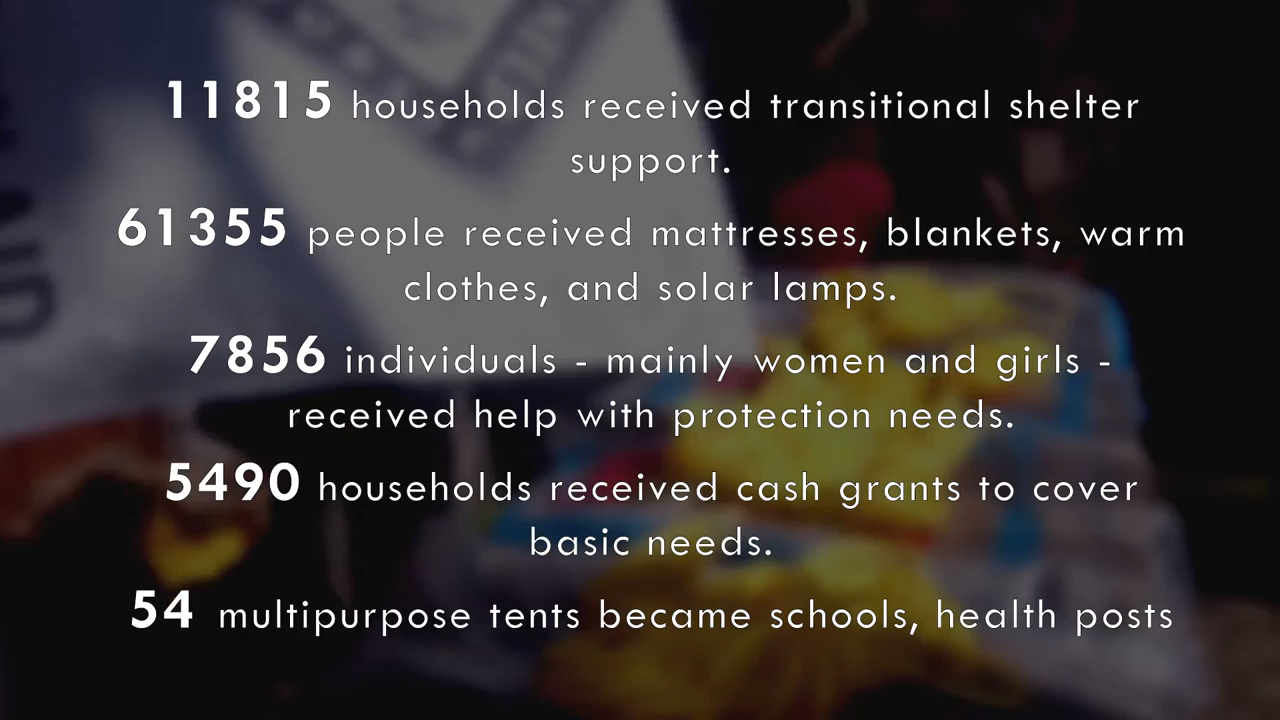 11815 households received transitional shelter
support.
61355 people received mattresses, blankets, warm
clothes, and solar lamps.
7856 individuals - mainly women and girls -
received help with protection needs.
5490 households received cash grants to cover
basic needs.
54 multipurpose tents became schools, health posts
AID